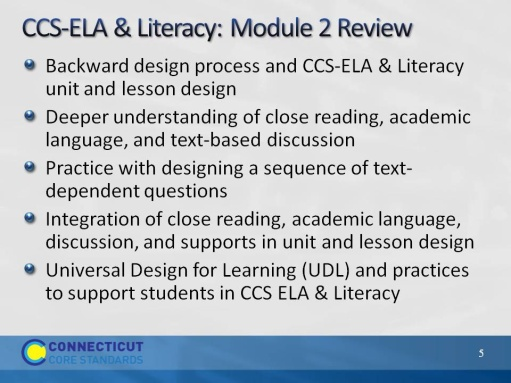 CCS-ELA & Literacy: Module 2 Review
Backward design process and CCS-ELA & Literacy
unit and lesson design
Deeper understanding of close reading, academic
language, and text-based discussion
Practice with designing a sequence of text-
dependent questions
Integration of close reading, academic language,
discussion, and supports in unit and lesson design
Universal Design for Learning (UDL) and practices
to support students in CCS ELA & Literacy
CONNECTICUT
CORE STANDARDS
5